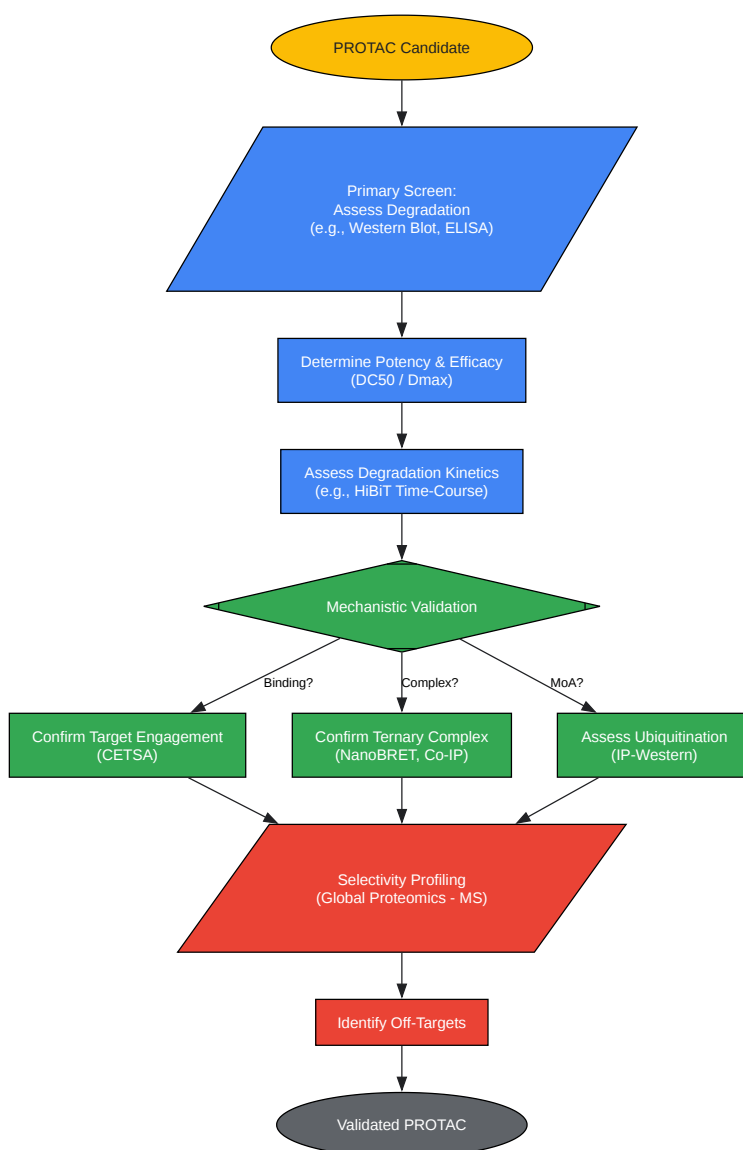 PROTAC Candidate
Primary Screen:
Assess Degradation
(e.g., Western Blot, ELISA)
Determine Potency & Efficacy
(DC50 / Dmax)
Assess Degradation Kinetics
(e.g., HiBiT Time-Course)
Mechanistic Validation
Binding?
Complex?
MoA?
Confirm Target Engagement
(CETSA)
Confirm Ternary Complex
(NanoBRET, Co-IP)
Assess Ubiquitination
(IP-Western)
Selectivity Profiling
(Global Proteomics - MS)
Identify Off-Targets
Validated PROTAC